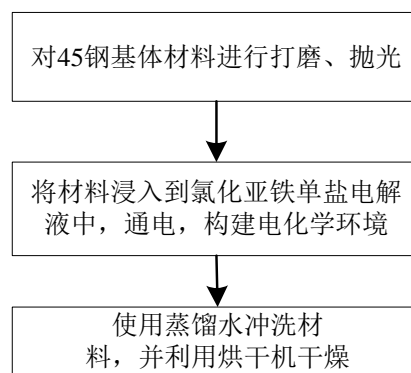 对45钢基体材料进行打磨、抛光
将材料浸入到氯化亚铁单盐电解
液中，通电，构建电化学环境
使用蒸馏水冲洗材
料，并利用烘干机干燥